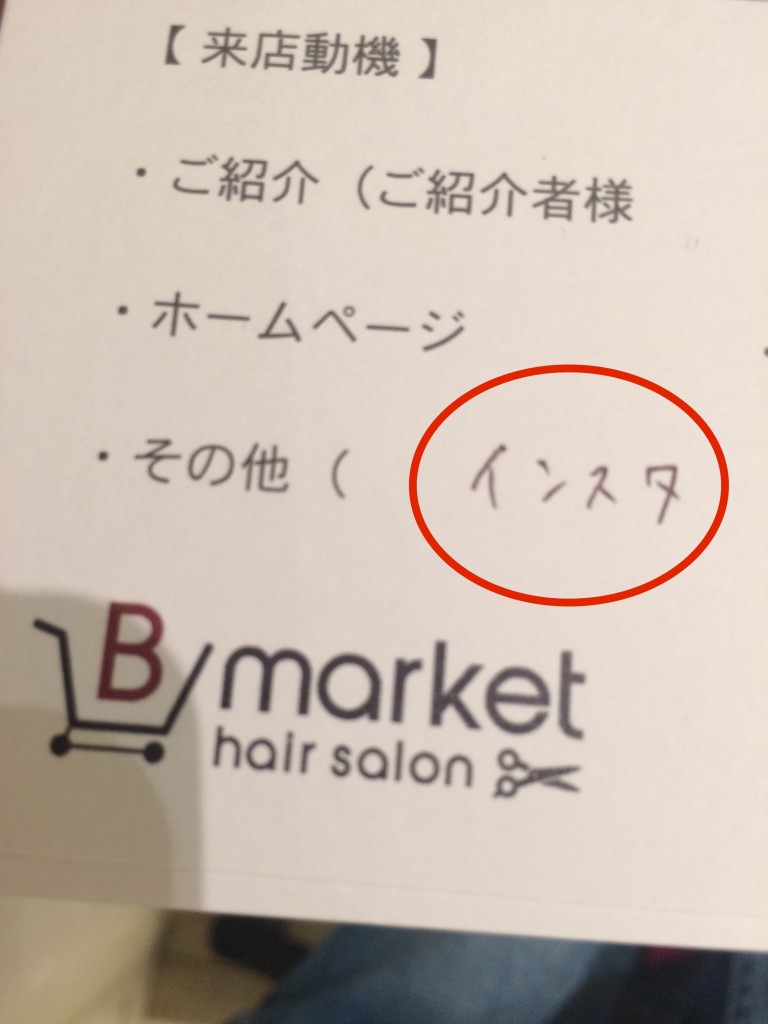 【 来店動機 】
・ご紹介（ご紹介者様
・ホームページ
・その他（ インスタ
B market
hair salon